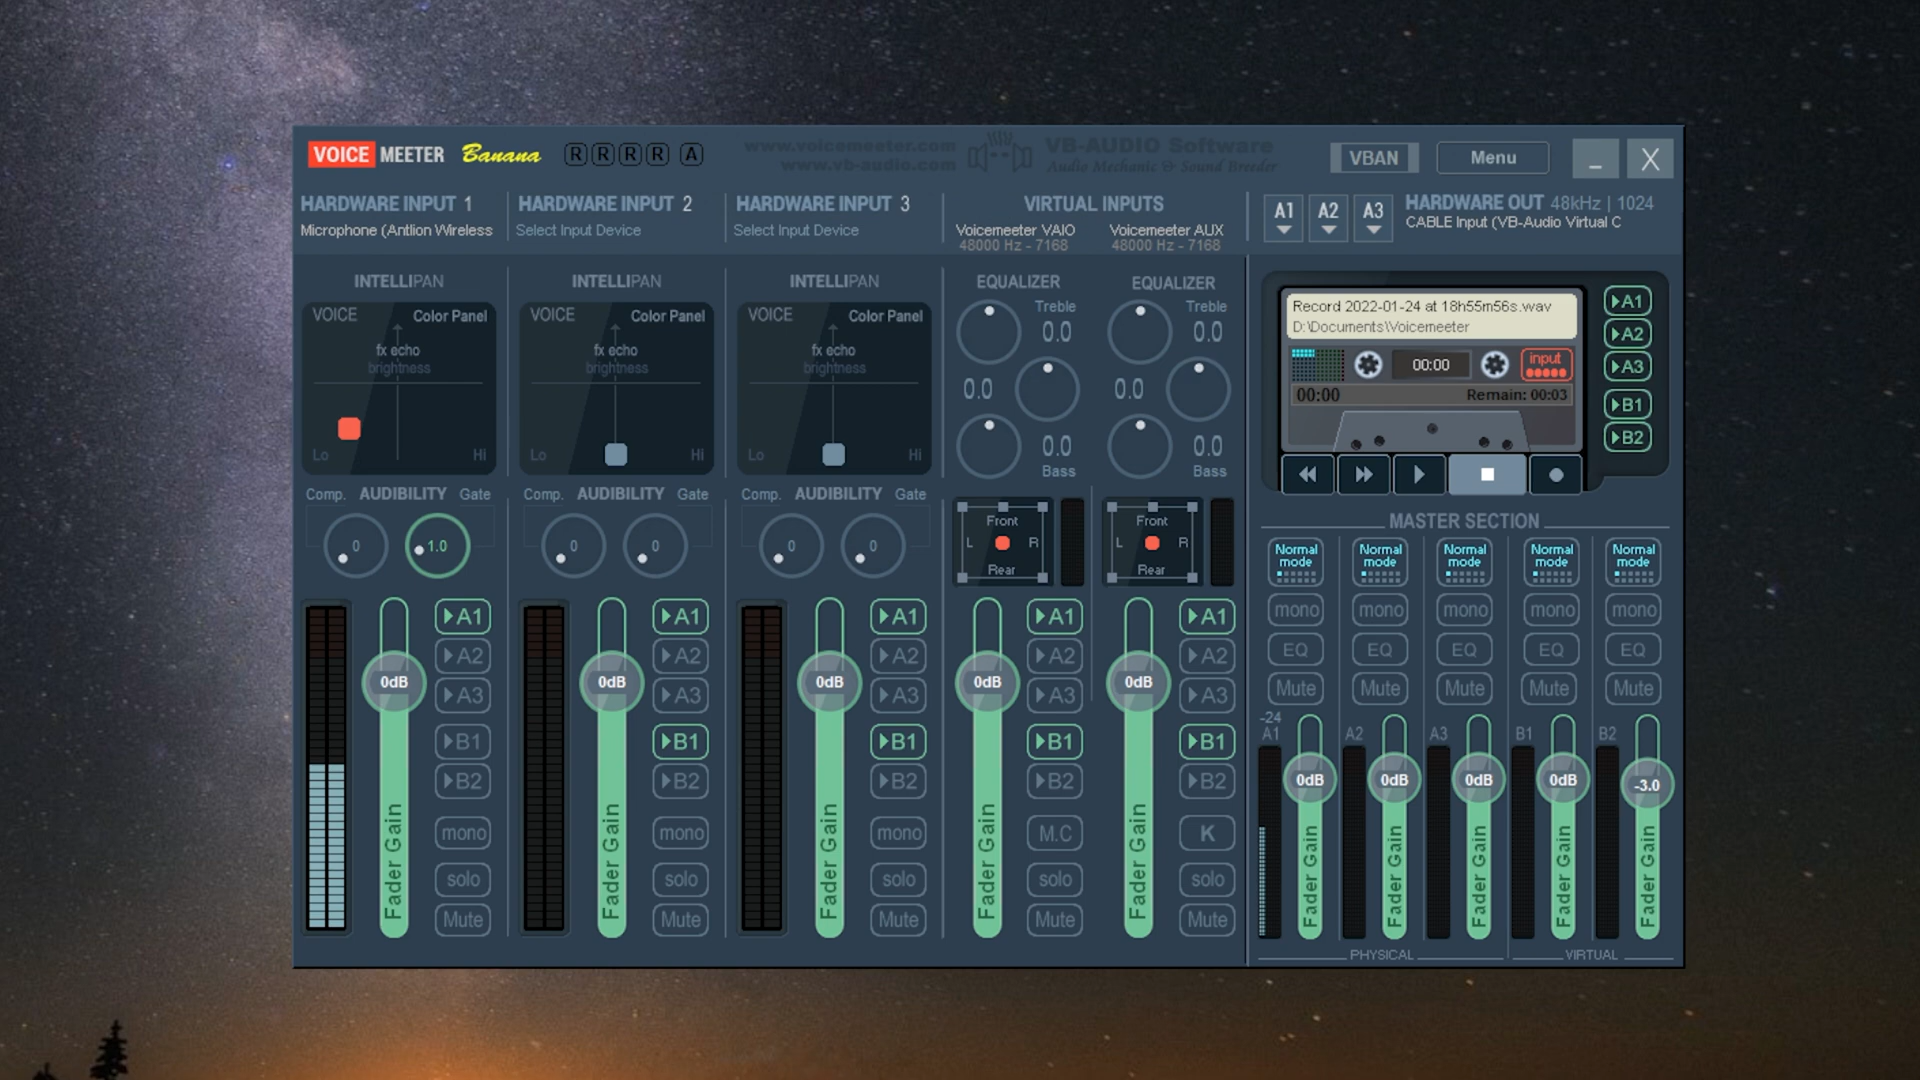 VOICE MEETER Banana R R R R A
www.voicemeeter.com
www.vb-audio.com
VB-AUDIO Software
Audio Mechanic & Sound Breeder
VBAN
Menu
_
X
HARDWARE INPUT 1
Microphone (Antlion Wireless
HARDWARE INPUT 2
Select Input Device
HARDWARE INPUT 3
Select Input Device
VIRTUAL INPUTS
Voicemeeter VAIO
48000 Hz - 7168
Voicemeeter AUX
48000 Hz - 7168
A1
A2
A3
HARDWARE OUT 48kHz | 1024
CABLE Input (VB-Audio Virtual C
INTELLIPAN
VOICE Color Panel
fx echo
brightness
Lo Hi
Comp. AUDIBILITY Gate
0 1.0
0dB
Fader Gain
A1
A2
A3
B1
B2
mono
solo
Mute
INTELLIPAN
VOICE Color Panel
fx echo
brightness
Lo Hi
Comp. AUDIBILITY Gate
0 0
0dB
Fader Gain
A1
A2
A3
B1
B2
mono
solo
Mute
INTELLIPAN
VOICE Color Panel
fx echo
brightness
Lo Hi
Comp. AUDIBILITY Gate
0 0
0dB
Fader Gain
A1
A2
A3
B1
B2
mono
solo
Mute
EQUALIZER
Treble
0.0
0.0
0.0
Bass
Front
L R
Rear
0dB
Fader Gain
A1
A2
A3
B1
B2
M.C
solo
Mute
EQUALIZER
Treble
0.0
0.0
0.0
Bass
Front
L R
Rear
0dB
Fader Gain
A1
A2
A3
B1
B2
K
solo
Mute
Record 2022-01-24 at 18h55m56s.wav
D:\Documents\Voicemeeter
00:00
input
00:00 Remain: 00:03
A1
A2
A3
B1
B2
MASTER SECTION
Normal mode Normal mode Normal mode Normal mode Normal mode
mono mono mono mono mono
EQ EQ EQ EQ EQ
Mute Mute Mute Mute Mute
-24
A1 A2 A3 B1 B2
0dB 0dB 0dB 0dB -3.0
Fader Gain Fader Gain Fader Gain Fader Gain Fader Gain
PHYSICAL VIRTUAL